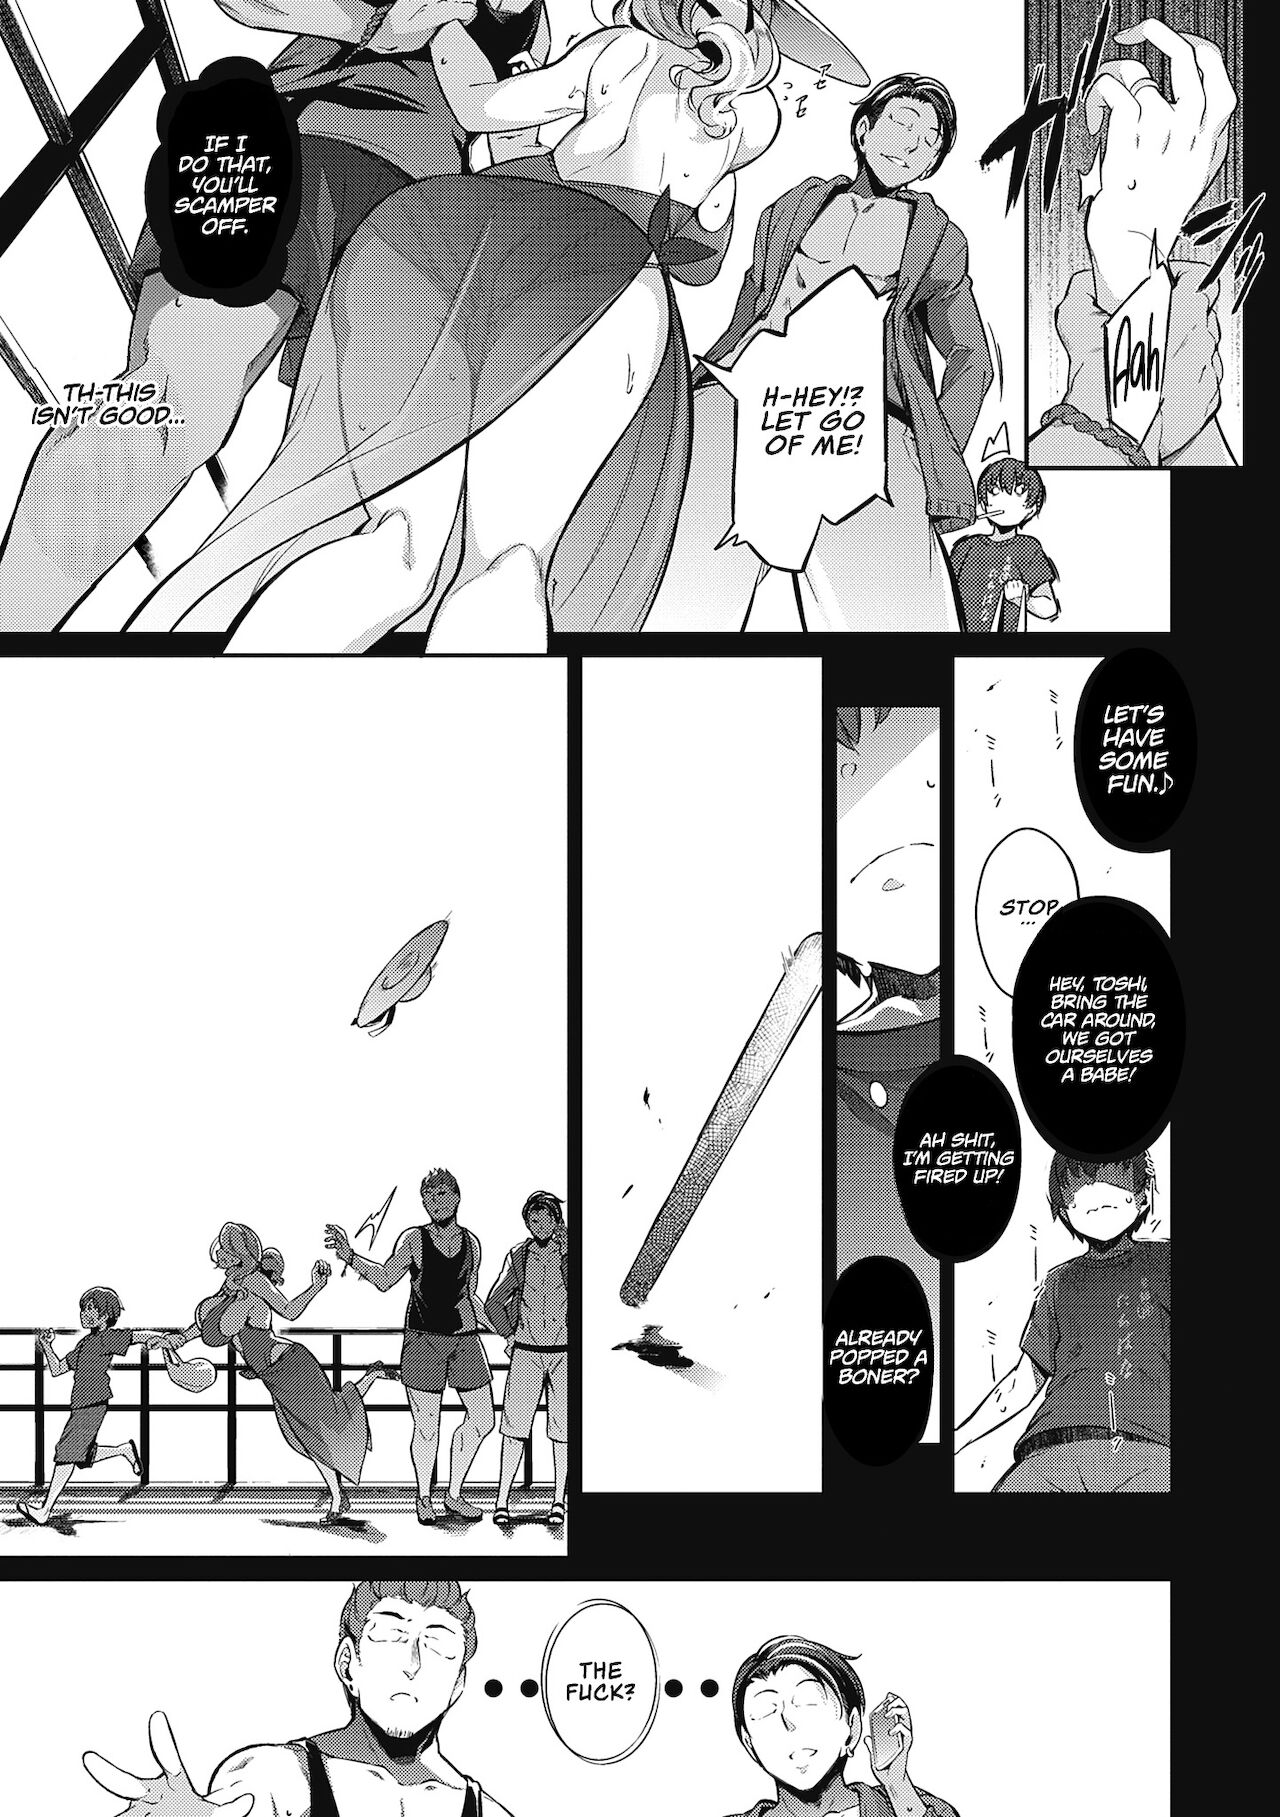 Aah
H-HEY!?
LET GO
OF ME!
IF I
DO THAT,
YOU'LL
SCAMPER
OFF.
TH-THIS
ISN'T GOOD...
LET'S
HAVE
SOME
FUN.♪
STOP
...
HEY, TOSHI,
BRING THE
CAR AROUND,
WE GOT
OURSELVES
A BABE!
AH SHIT,
I'M GETTING
FIRED UP!
ALREADY
POPPED A
BONER?
THE
FUCK?